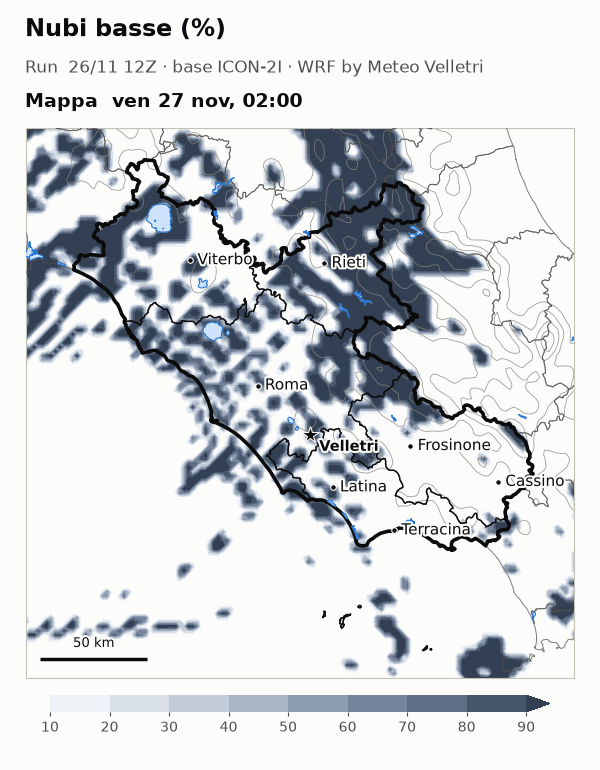 Nubi basse (%)
Run  26/11 12Z · base ICON-2I · WRF by Meteo Velletri
Mappa  ven 27 nov, 02:00
Viterbo
Rieti
Roma
Velletri
Frosinone
Cassino
Latina
Terracina
50 km
10 20 30 40 50 60 70 80 90